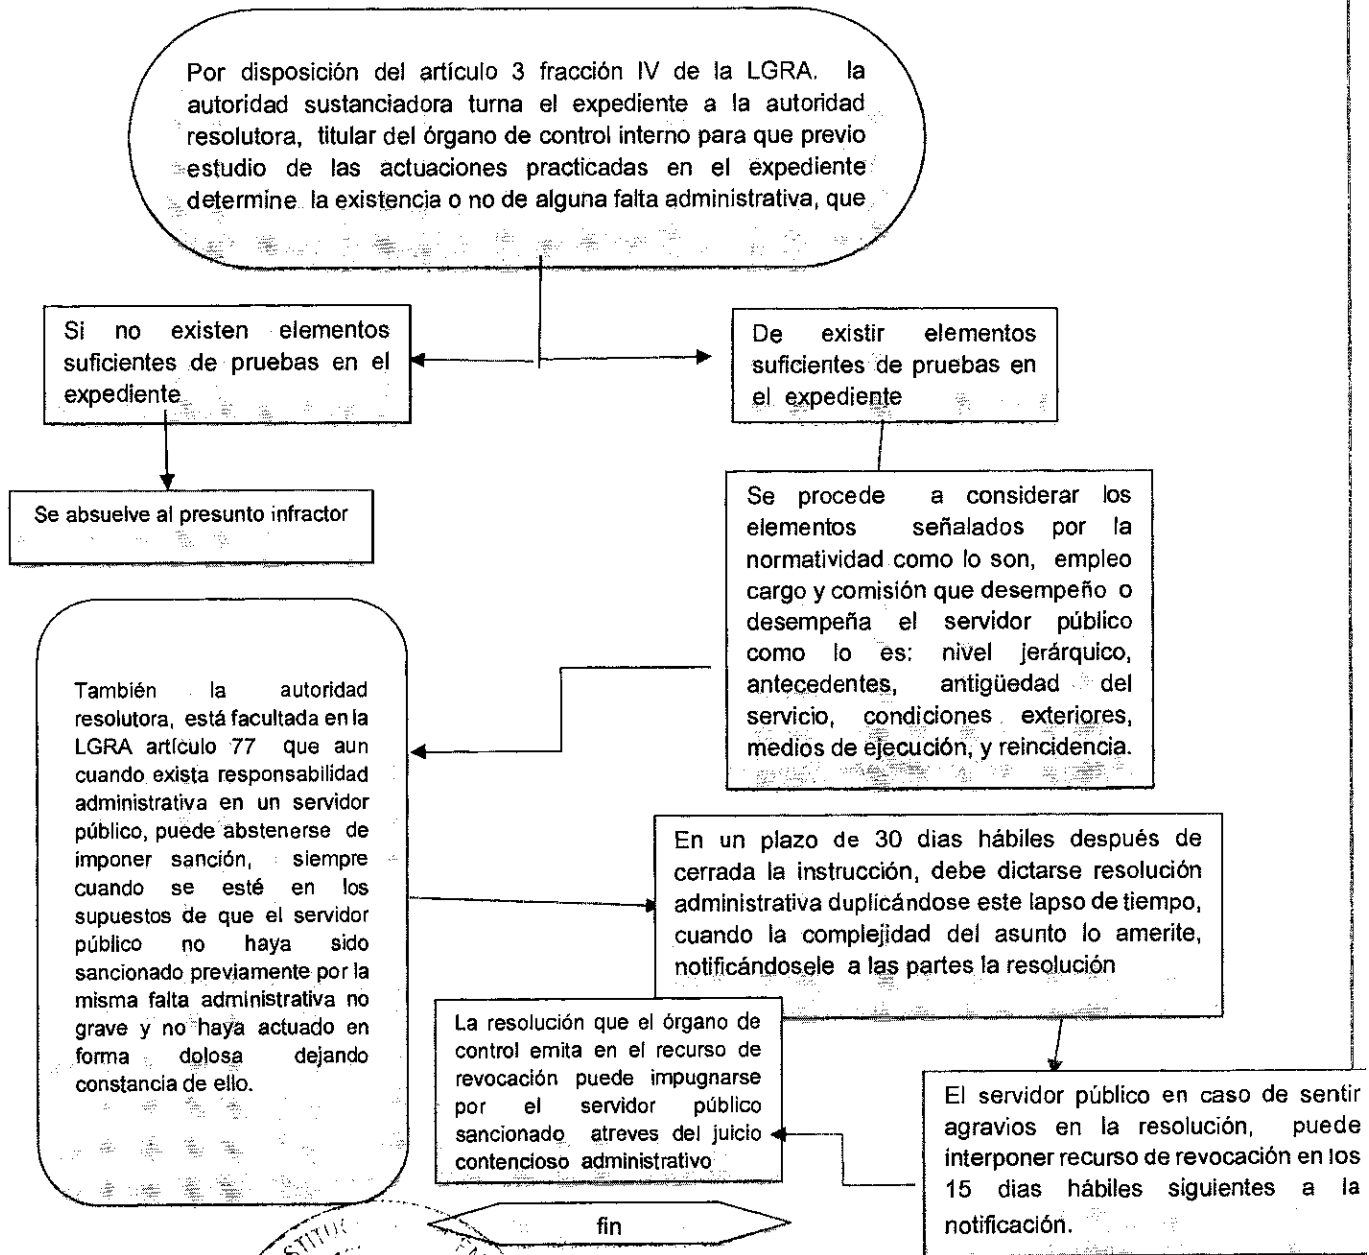 Por disposición del artículo 3 fracción IV de la LGRA. la
autoridad sustanciadora turna el expediente a la autoridad
resolutora, titular del órgano de control interno para que previo
estudio de las actuaciones practicadas en el expediente
determine la existencia o no de alguna falta administrativa, que
Si no existen elementos
suficientes de pruebas en el
expediente
De existir elementos
suficientes de pruebas en
el expediente
Se absuelve al presunto infractor
Se procede a considerar los
elementos señalados por la
normatividad como lo son, empleo
cargo y comisión que desempeño o
desempeña el servidor público
como lo es: nivel jerárquico,
antecedentes, antigüedad del
servicio, condiciones exteriores,
medios de ejecución, y reincidencia.
También la autoridad
resolutora, está facultada en la
LGRA artículo 77 que aun
cuando exista responsabilidad
administrativa en un servidor
público, puede abstenerse de
imponer sanción, siempre
cuando se esté en los
supuestos de que el servidor
público no haya sido
sancionado previamente por la
misma falta administrativa no
grave y no haya actuado en
forma dolosa dejando
constancia de ello.
En un plazo de 30 dias hábiles después de
cerrada la instrucción, debe dictarse resolución
administrativa duplicándose este lapso de tiempo,
cuando la complejidad del asunto lo amerite,
notificándosele a las partes la resolución
La resolución que el órgano de
control emita en el recurso de
revocación puede impugnarse
por el servidor público
sancionado atreves del juicio
contencioso administrativo
El servidor público en caso de sentir
agravios en la resolución, puede
interponer recurso de revocación en los
15 dias hábiles siguientes a la
notificación.
fin